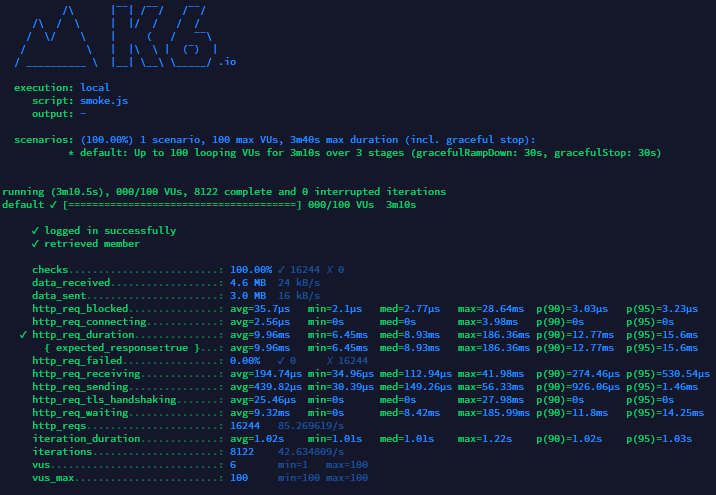 /\      |‾‾| /‾‾/   /‾‾/
/\  /  \     |  |/  /   /  /
/  \/    \    |     (   /   ‾‾\
/          \   |  |\  \ |  (‾)  |
/ __________ \  |__| \__\ \_____/ .io
execution: local
script: smoke.js
output: -
scenarios: (100.00%) 1 scenario, 100 max VUs, 3m40s max duration (incl. graceful stop):
* default: Up to 100 looping VUs for 3m10s over 3 stages (gracefulRampDown: 30s, gracefulStop: 30s)
running (3m10.5s), 000/100 VUs, 8122 complete and 0 interrupted iterations
default ✓ [======================================] 000/100 VUs  3m10s
✓ logged in successfully
✓ retrieved member
checks.........................: 100.00% ✓ 16244 ✗ 0
data_received..................: 4.6 MB  24 kB/s
data_sent......................: 3.0 MB  16 kB/s
http_req_blocked...............: avg=35.7µs   min=2.1µs   med=2.77µs   max=28.64ms  p(90)=3.03µs   p(95)=3.23µs
http_req_connecting............: avg=2.56µs   min=0s      med=0s       max=3.98ms   p(90)=0s       p(95)=0s
✓ http_req_duration..............: avg=9.96ms   min=6.45ms  med=8.93ms   max=186.36ms p(90)=12.77ms  p(95)=15.6ms
{ expected_response:true }...: avg=9.96ms   min=6.45ms  med=8.93ms   max=186.36ms p(90)=12.77ms  p(95)=15.6ms
http_req_failed................: 0.00%   ✓ 0     ✗ 16244
http_req_receiving.............: avg=194.74µs min=34.96µs med=112.94µs max=41.98ms  p(90)=274.46µs p(95)=530.54µs
http_req_sending...............: avg=439.82µs min=30.39µs med=149.26µs max=56.33ms  p(90)=926.06µs p(95)=1.46ms
http_req_tls_handshaking.......: avg=25.46µs  min=0s      med=0s       max=27.98ms  p(90)=0s       p(95)=0s
http_req_waiting...............: avg=9.32ms   min=0s      med=8.42ms   max=185.99ms p(90)=11.8ms   p(95)=14.25ms
http_reqs......................: 16244   85.269619/s
iteration_duration.............: avg=1.02s    min=1.01s   med=1.01s    max=1.22s    p(90)=1.02s    p(95)=1.03s
iterations.....................: 8122    42.634809/s
vus............................: 6       min=1   max=100
vus_max........................: 100     min=100 max=100